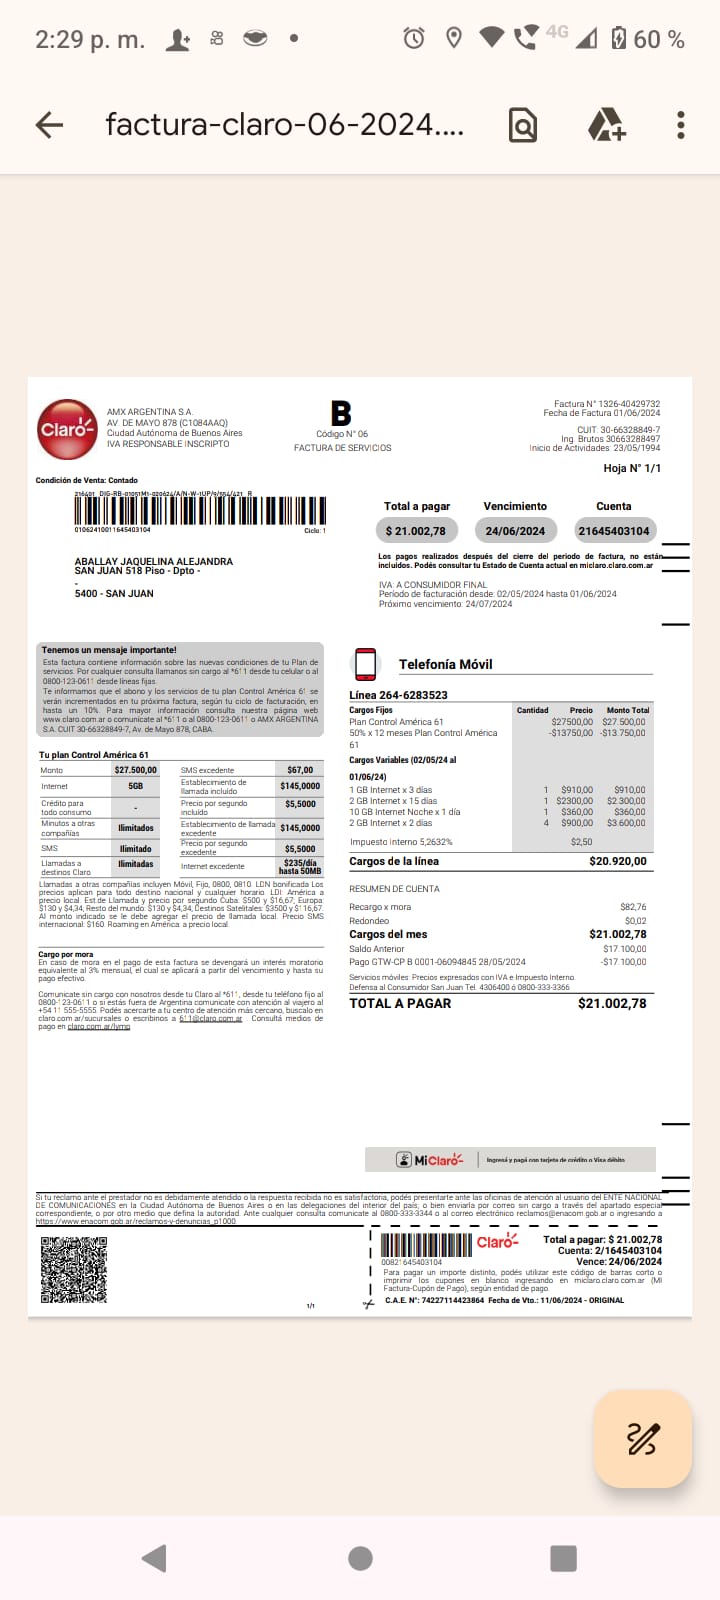 2:29 p. m.
4G
60 %
factura-claro-06-2024....
Claro
AMX ARGENTINA S.A.
AV. DE MAYO 878 (C1084AAQ)
Ciudad Autónoma de Buenos Aires
IVA RESPONSABLE INSCRIPTO
B
Código N° 06
FACTURA DE SERVICIOS
Factura N° 1326-40429732
Fecha de Factura 01/06/2024
CUIT: 30-66328849-7
Ing. Brutos 30663288497
Inicio de Actividades: 23/05/1994
Hoja N° 1/1
Condición de Venta: Contado
01062410011645403104
Ciclo: 1
Total a pagar
Vencimiento
Cuenta
$ 21.002,78
24/06/2024
21645403104
Los pagos realizados después del cierre del periodo de factura, no están
incluidos. Podés consultar tu Estado de Cuenta actual en miclaro.claro.com.ar
ABALLAY JAQUELINA ALEJANDRA
SAN JUAN 518 Piso - Dpto -
-
5400 - SAN JUAN
IVA: A CONSUMIDOR FINAL
Período de facturación desde: 02/05/2024 hasta 01/06/2024
Próximo vencimiento: 24/07/2024
Tenemos un mensaje importante!
Esta factura contiene información sobre las nuevas condiciones de tu Plan de
servicios. Por cualquier consulta llamanos sin cargo al *611 desde tu celular o al
0800-123-0611 desde líneas fijas.
Te informamos que el abono y los servicios de tu plan Control América 61 se
verán incrementados en tu próxima factura, según tu ciclo de facturación, en
hasta un 10%. Para mayor información consulta nuestra página web
www.claro.com.ar o comunicate al *611 o al 0800-123-0611 o AMX ARGENTINA
S.A. CUIT 30-66328849-7, Av. de Mayo 878, CABA.
Tu plan Control América 61
Monto $27.500,00 SMS excedente $67,00
Internet 5GB Establecimiento de llamada incluído $145,0000
Crédito para todo consumo - Precio por segundo incluído $5,5000
Minutos a otras compañías Ilimitados Establecimiento de llamada excedente $145,0000
SMS Ilimitado Precio por segundo excedente $5,5000
Llamadas a destinos Claro Ilimitadas Internet excedente $235/día hasta 50MB
Llamadas a otras compañías incluyen Móvil, Fijo, 0800, 0810. LDN bonificada Los
precios aplican para todo destino nacional y cualquier horario. LDI: América a
precio local. Est.de Llamada y precio por segundo Cuba: $500 y $16,67; Europa:
$130 y $4,34, Resto del mundo: $130 y $4,34, Destinos Satelitales: $3500 y $116,67.
Al monto indicado se le debe agregar el precio de llamada local. Precio SMS
internacional: $160. Roaming en América: a precio local.
Cargo por mora
En caso de mora en el pago de esta factura se devengará un interés moratorio
equivalente al 3% mensual, el cual se aplicará a partir del vencimiento y hasta su
pago efectivo.
Comunicate sin cargo con nosotros desde tu Claro al *611, desde tu teléfono fijo al
0800-123-0611 o si estás fuera de Argentina comunicate con atención al viajero al
+54 11 555-5555. Podés acercarte a tu centro de atención más cercano, buscalo en
claro.com.ar/sucursales o escribinos a 611@claro.com.ar . Consultá medios de
pago en claro.com.ar/lymp
Telefonía Móvil
Línea 264-6283523
Cargos Fijos Cantidad Precio Monto Total
Plan Control América 61 $27500,00 $27.500,00
50% x 12 meses Plan Control América -$13750,00 -$13.750,00
61
Cargos Variables (02/05/24 al
01/06/24)
1 GB Internet x 3 días 1 $910,00 $910,00
2 GB Internet x 15 días 1 $2300,00 $2.300,00
10 GB Internet Noche x 1 día 1 $360,00 $360,00
2 GB Internet x 2 días 4 $900,00 $3.600,00
Impuesto Interno 5,2632% $2,50
Cargos de la línea $20.920,00
RESUMEN DE CUENTA
Recargo x mora $82,76
Redondeo $0,02
Cargos del mes $21.002,78
Saldo Anterior $17.100,00
Pago GTW-CP B 0001-06094845 28/05/2024 -$17.100,00
Servicios móviles: Precios expresados con IVA e Impuesto Interno.
Defensa al Consumidor San Juan Tel. 4306400 ó 0800-333-3366
TOTAL A PAGAR $21.002,78
MiClaro
Ingresá y pagá con tarjeta de crédito o Visa débito
Si tu reclamo ante el prestador no es debidamente atendido o la respuesta recibida no es satisfactoria, podés presentarte ante las oficinas de atención al usuario del ENTE NACIONAL
DE COMUNICACIONES en la Ciudad Autónoma de Buenos Aires o en las delegaciones del interior del país; o bien enviarla por correo sin cargo a través del apartado especial
correspondiente, o por otro medio que defina la autoridad. Ante cualquier consulta comunicate al 0800-333-3344 o al correo electrónico reclamos@enacom.gob.ar o ingresando a
https://www.enacom.gob.ar/reclamos-y-denuncias_p1000.
Claro
00821645403104
Total a pagar: $ 21.002,78
Cuenta: 2/1645403104
Vence: 24/06/2024
Para pagar un importe distinto, podés utilizar este código de barras corto o
imprimir los cupones en blanco ingresando en miclaro.claro.com.ar (Mi
Factura-Cupón de Pago), según entidad de pago.
C.A.E. N°: 74227114423864 Fecha de Vto.: 11/06/2024 - ORIGINAL
1/1